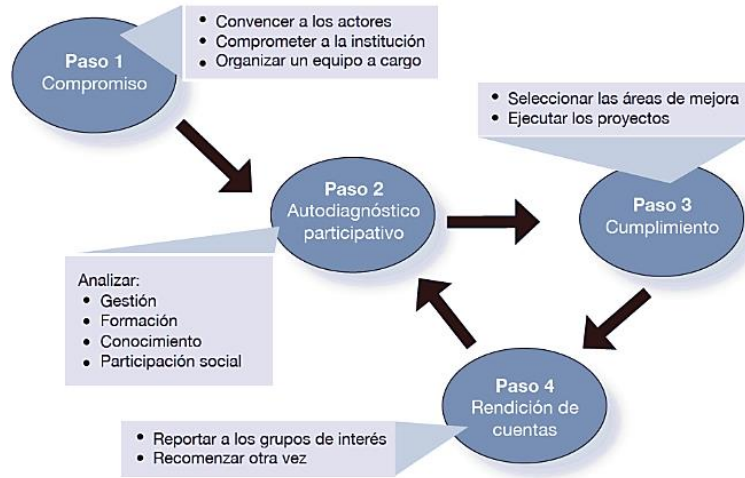 Paso 1
Compromiso
• Convencer a los actores
• Comprometer a la institución
• Organizar un equipo a cargo
Paso 2
Autodiagnóstico
participativo
Analizar:
• Gestión
• Formación
• Conocimiento
• Participación social
• Seleccionar las áreas de mejora
• Ejecutar los proyectos
Paso 3
Cumplimiento
Paso 4
Rendición de
cuentas
• Reportar a los grupos de interés
• Recomenzar otra vez